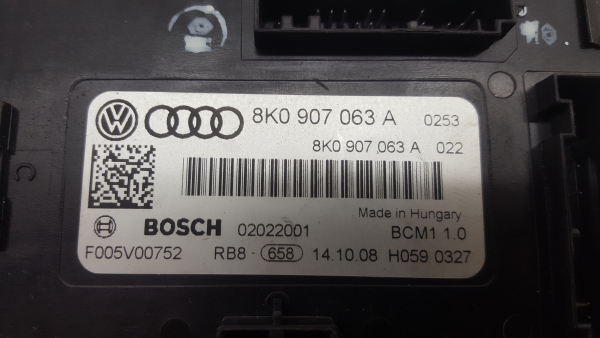 8K0 907 063 A 0253
8K0 907 063 A 022
Made in Hungary
BOSCH 02022001 BCM1 1.0
F005V00752 RB8 - 658 14.10.08 H059 0327
C